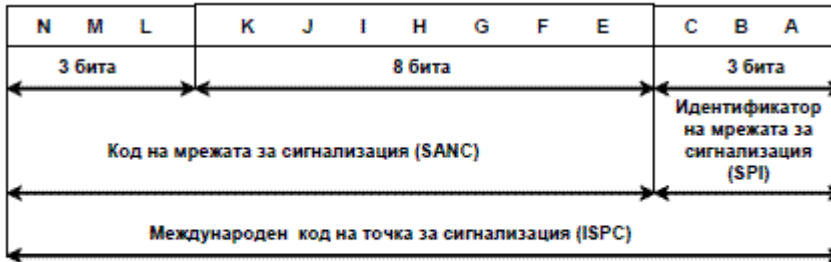 N M L K J I H G F E C B A
3 бита 8 бита 3 бита
Код на мрежата за сигнализация (SANC)
Идентификатор
на мрежата за
сигнализация
(SPI)
Международен код на точка за сигнализация (ISPC)